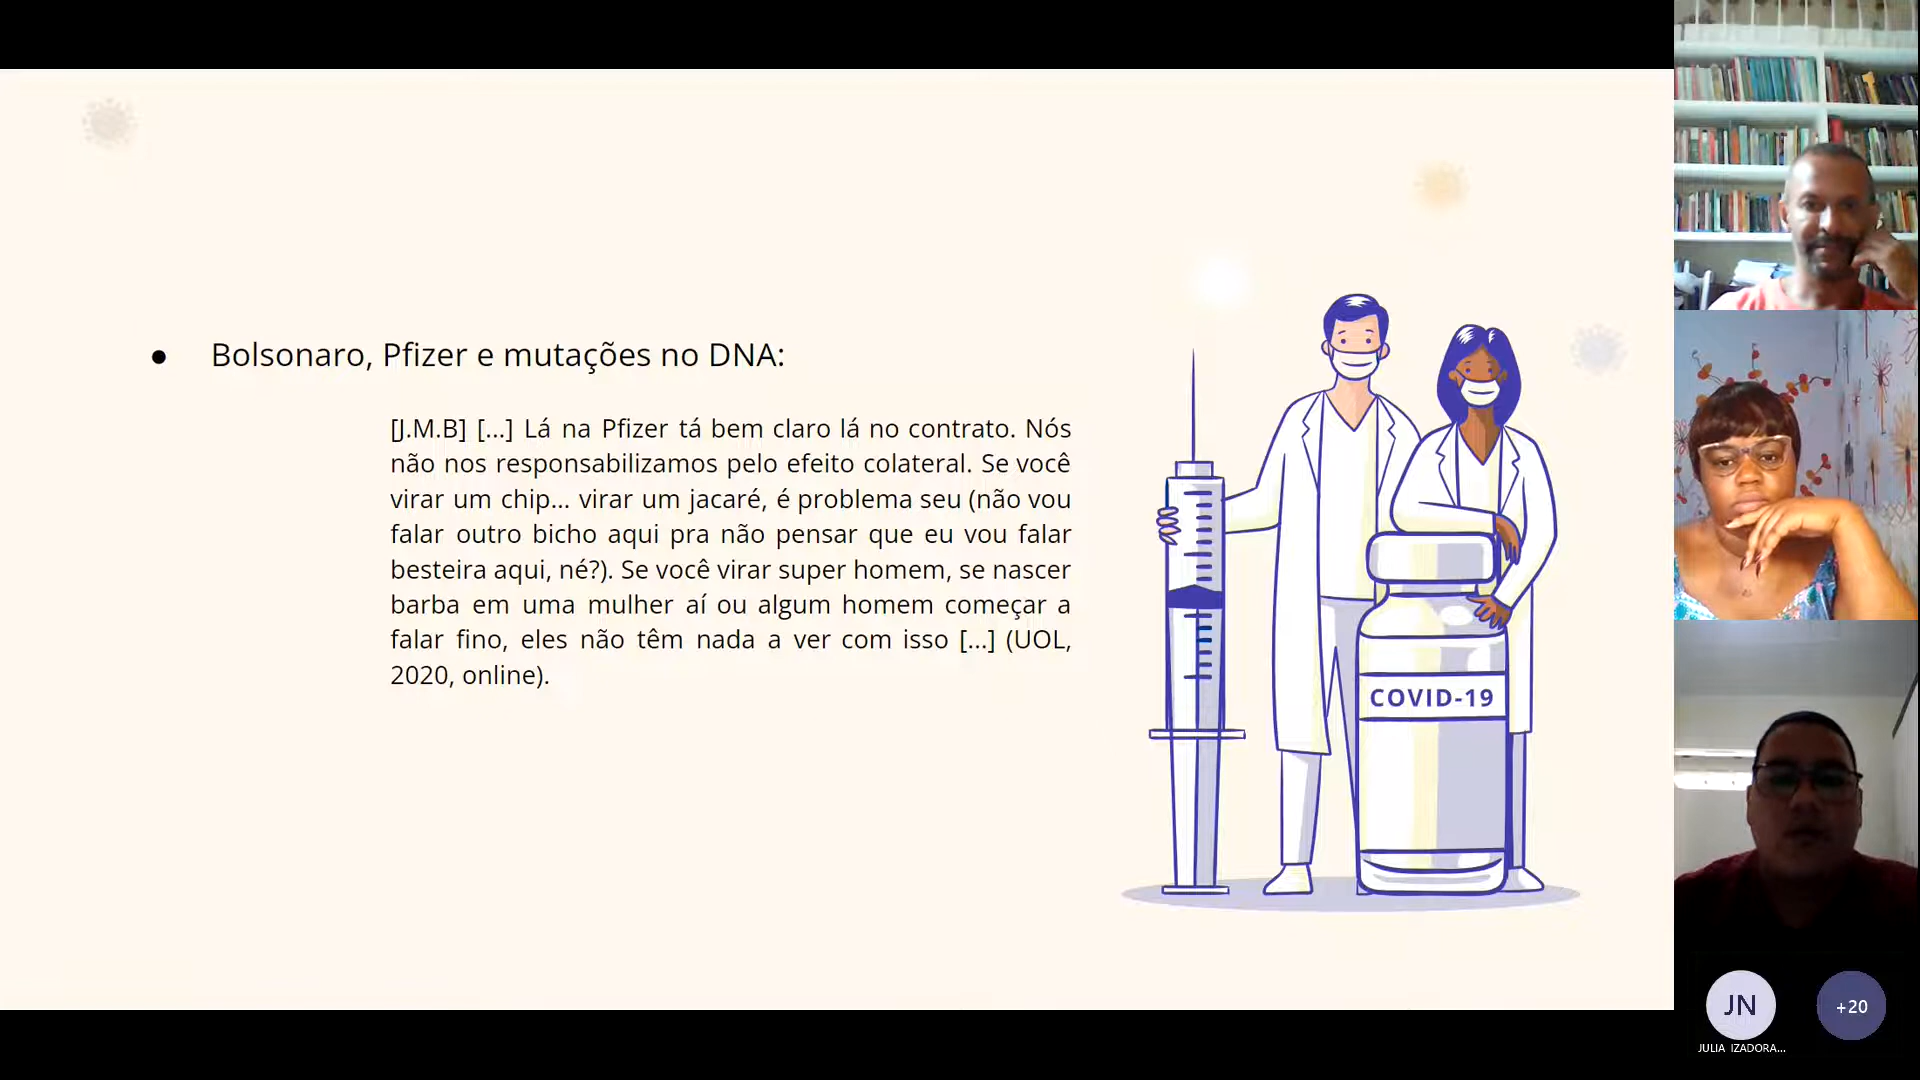 ● Bolsonaro, Pfizer e mutações no DNA:
[J.M.B] [...] Lá na Pfizer tá bem claro lá no contrato. Nós
não nos responsabilizamos pelo efeito colateral. Se você
virar um chip... virar um jacaré, é problema seu (não vou
falar outro bicho aqui pra não pensar que eu vou falar
besteira aqui, né?). Se você virar super homem, se nascer
barba em uma mulher aí ou algum homem começar a
falar fino, eles não têm nada a ver com isso [...] (UOL,
2020, online).
COVID-19
JN
+20
JULIA IZADORA...